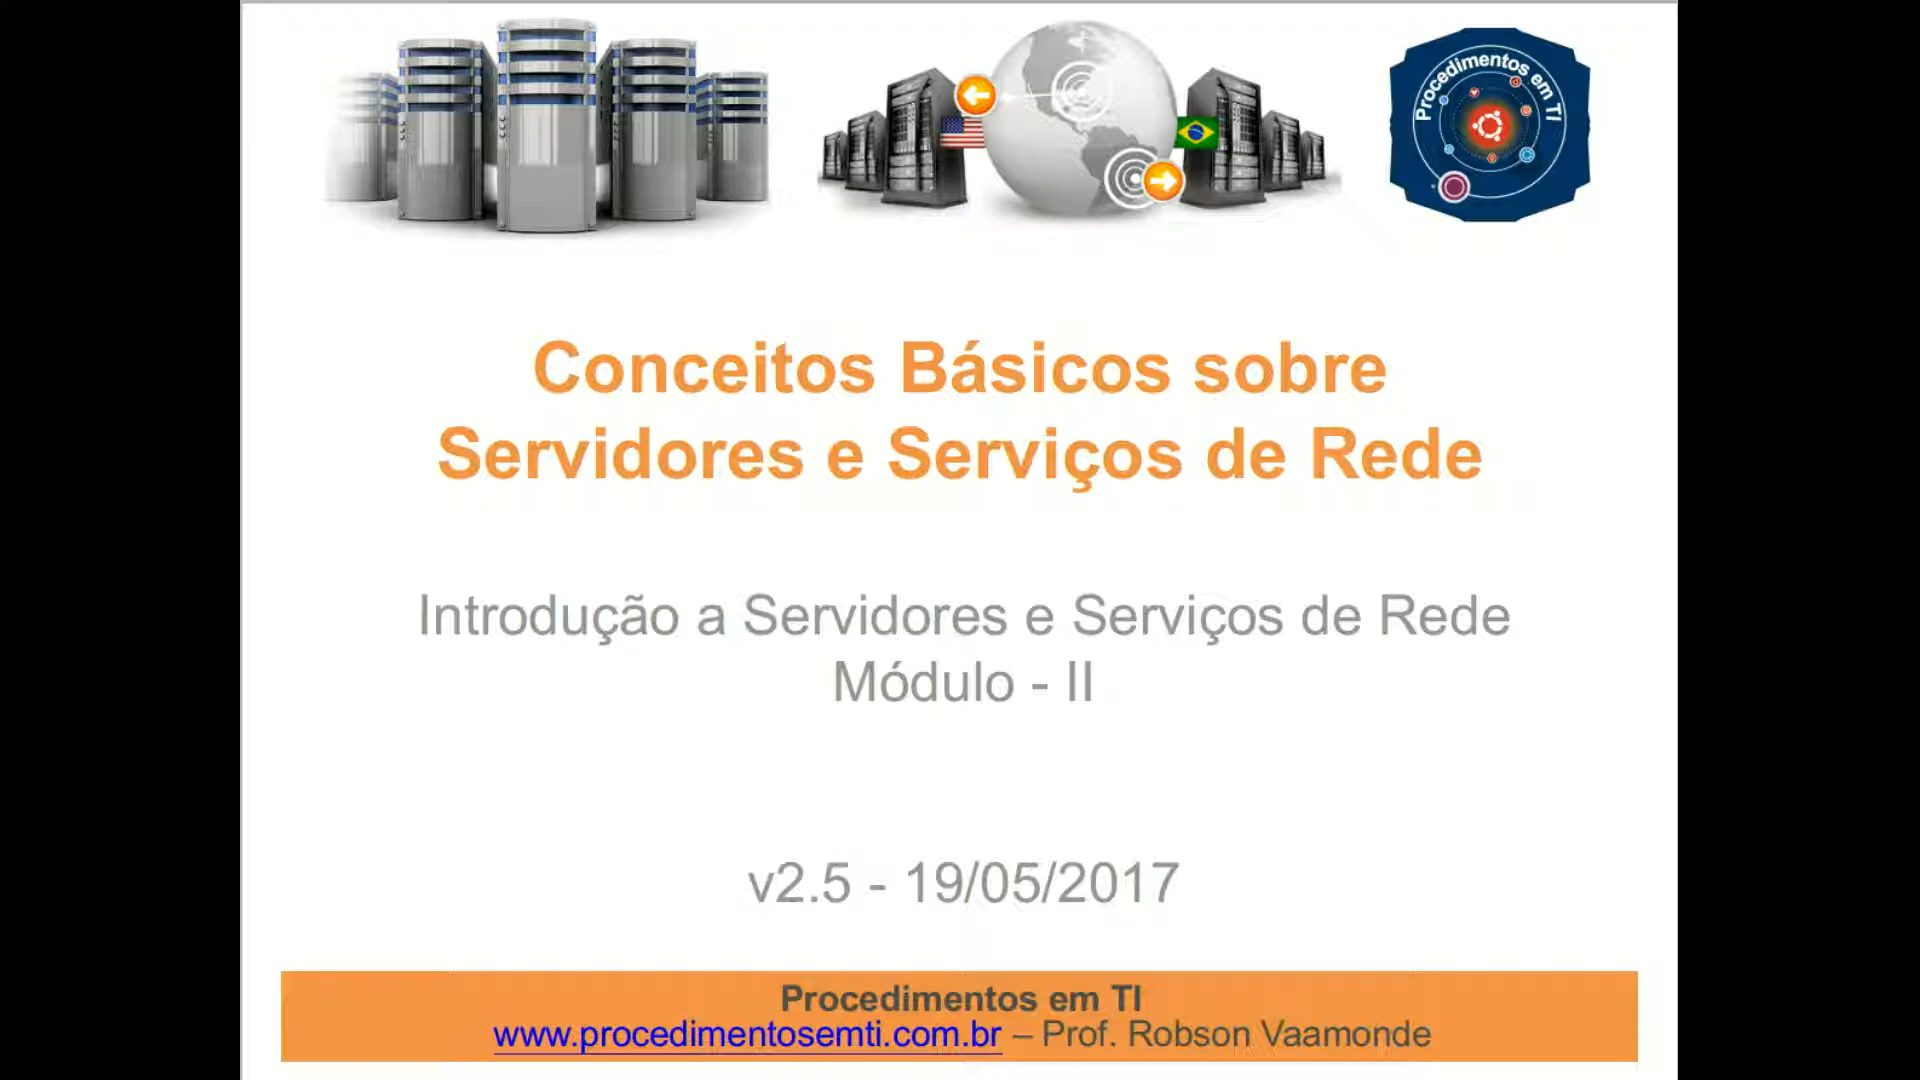 Procedimentos em TI
Conceitos Básicos sobre
Servidores e Serviços de Rede
Introdução a Servidores e Serviços de Rede
Módulo - II
v2.5 - 19/05/2017
Procedimentos em TI
www.procedimentosemti.com.br – Prof. Robson Vaamonde